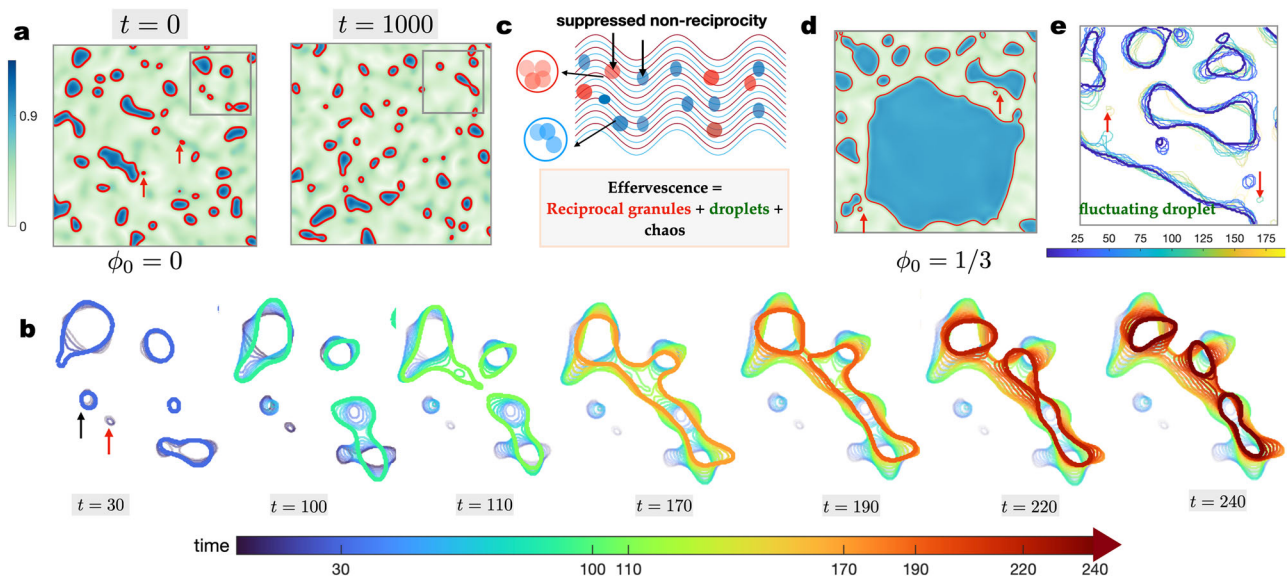 a
t = 0
t = 1000
0.9
0
ϕ₀ = 0
c
suppressed non-reciprocity
Effervescence =
Reciprocal granules + droplets +
chaos
d
ϕ₀ = 1/3
e
fluctuating droplet
25 50 75 100 125 150 175
b
t = 30
t = 100
t = 110
t = 170
t = 190
t = 220
t = 240
time
30 100 110 170 190 220 240